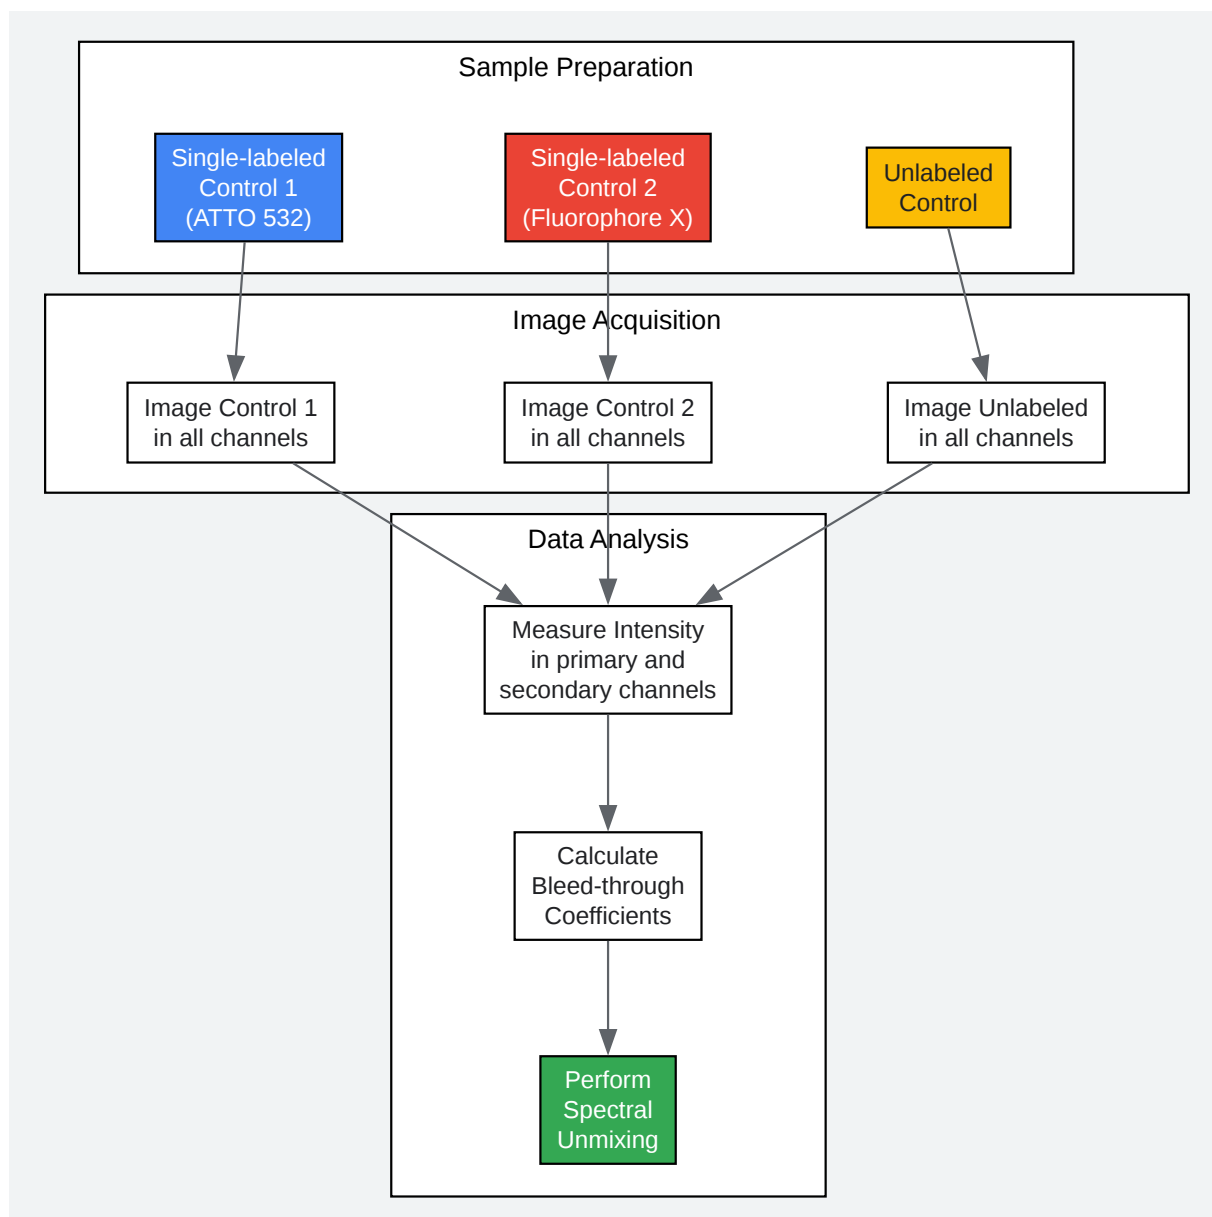 Sample Preparation
Single-labeled
Control 1
(ATTO 532)
Single-labeled
Control 2
(Fluorophore X)
Unlabeled
Control
Image Acquisition
Image Control 1
in all channels
Image Control 2
in all channels
Image Unlabeled
in all channels
Data Analysis
Measure Intensity
in primary and
secondary channels
Calculate
Bleed-through
Coefficients
Perform
Spectral
Unmixing